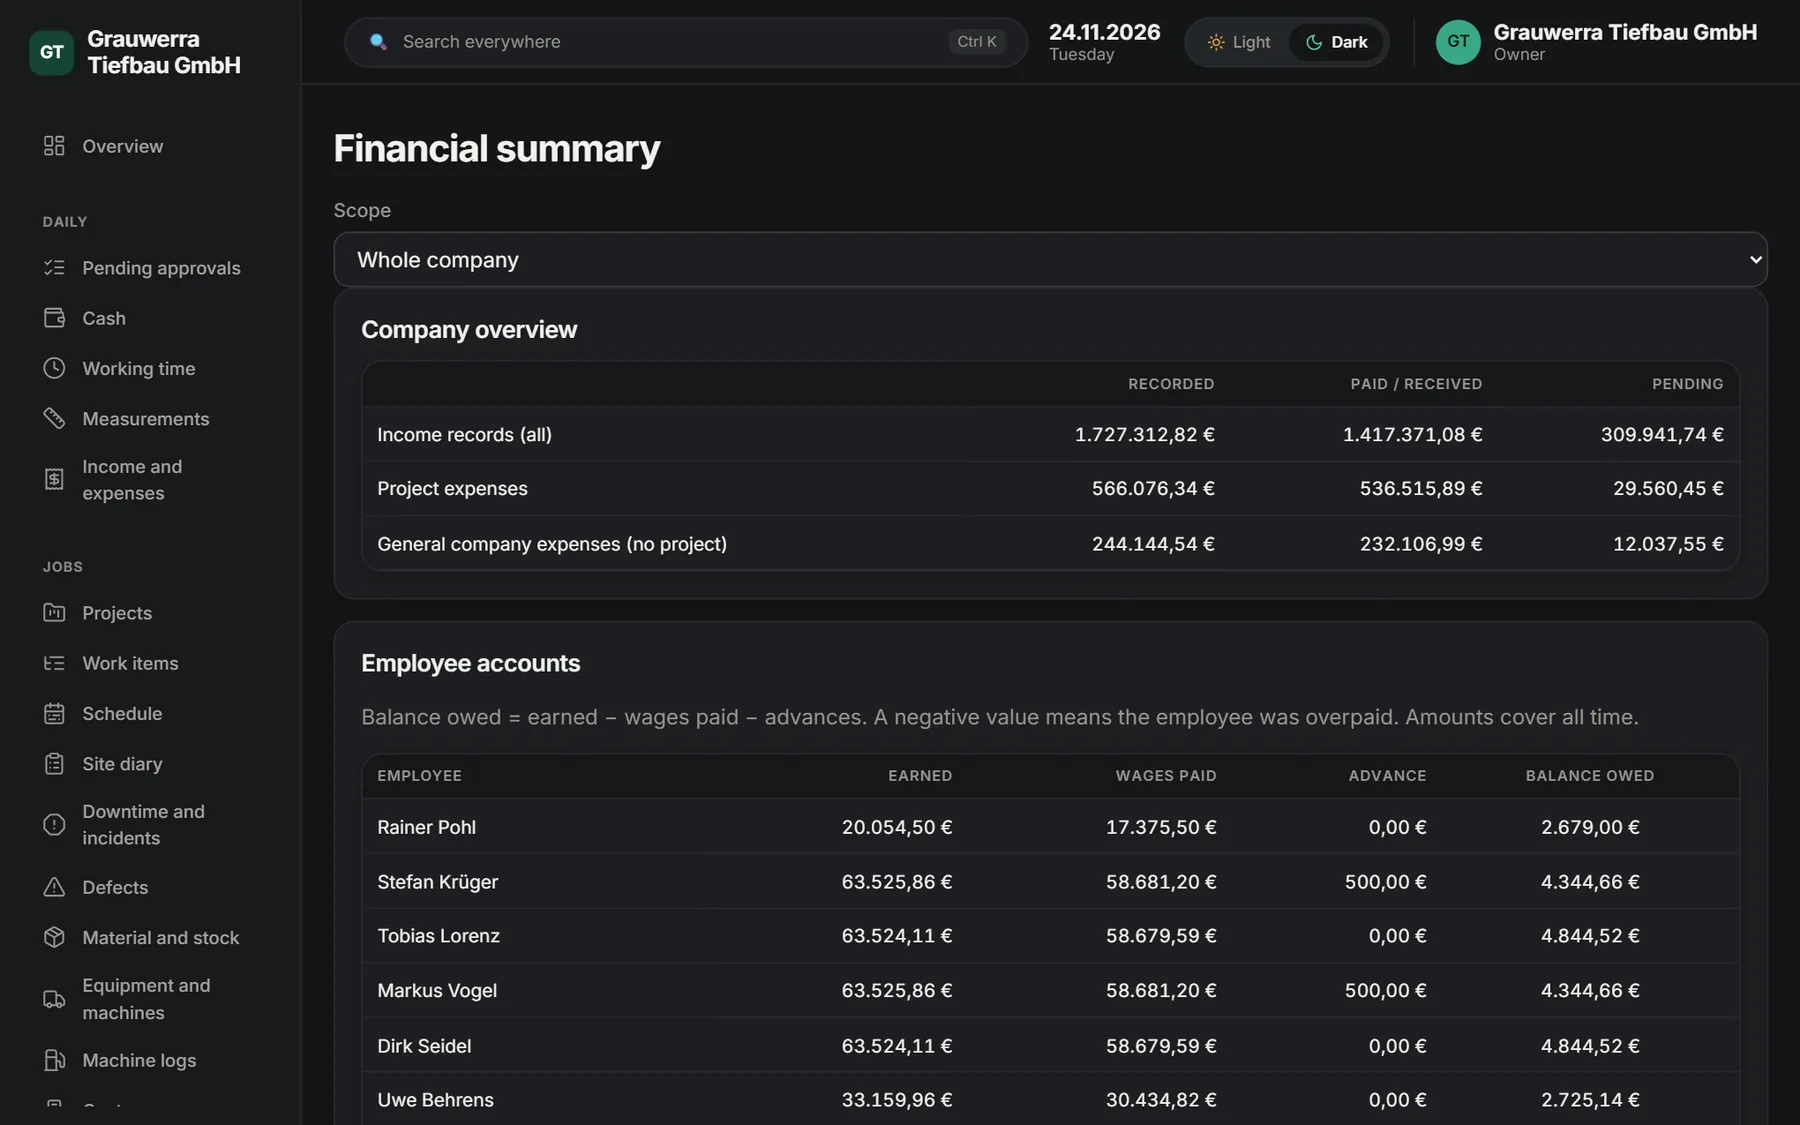 GT
Grauwerra
Tiefbau GmbH
Search everywhere
Ctrl K
24.11.2026
Tuesday
Light
Dark
GT
Grauwerra Tiefbau GmbH
Owner
Overview
DAILY
Pending approvals
Cash
Working time
Measurements
Income and
expenses
JOBS
Projects
Work items
Schedule
Site diary
Downtime and
incidents
Defects
Material and stock
Equipment and
machines
Machine logs
Financial summary
Scope
Whole company
Company overview
RECORDED PAID / RECEIVED PENDING
Income records (all) 1.727.312,82 € 1.417.371,08 € 309.941,74 €
Project expenses 566.076,34 € 536.515,89 € 29.560,45 €
General company expenses (no project) 244.144,54 € 232.106,99 € 12.037,55 €
Employee accounts
Balance owed = earned − wages paid − advances. A negative value means the employee was overpaid. Amounts cover all time.
EMPLOYEE EARNED WAGES PAID ADVANCE BALANCE OWED
Rainer Pohl 20.054,50 € 17.375,50 € 0,00 € 2.679,00 €
Stefan Krüger 63.525,86 € 58.681,20 € 500,00 € 4.344,66 €
Tobias Lorenz 63.524,11 € 58.679,59 € 0,00 € 4.844,52 €
Markus Vogel 63.525,86 € 58.681,20 € 500,00 € 4.344,66 €
Dirk Seidel 63.524,11 € 58.679,59 € 0,00 € 4.844,52 €
Uwe Behrens 33.159,96 € 30.434,82 € 0,00 € 2.725,14 €